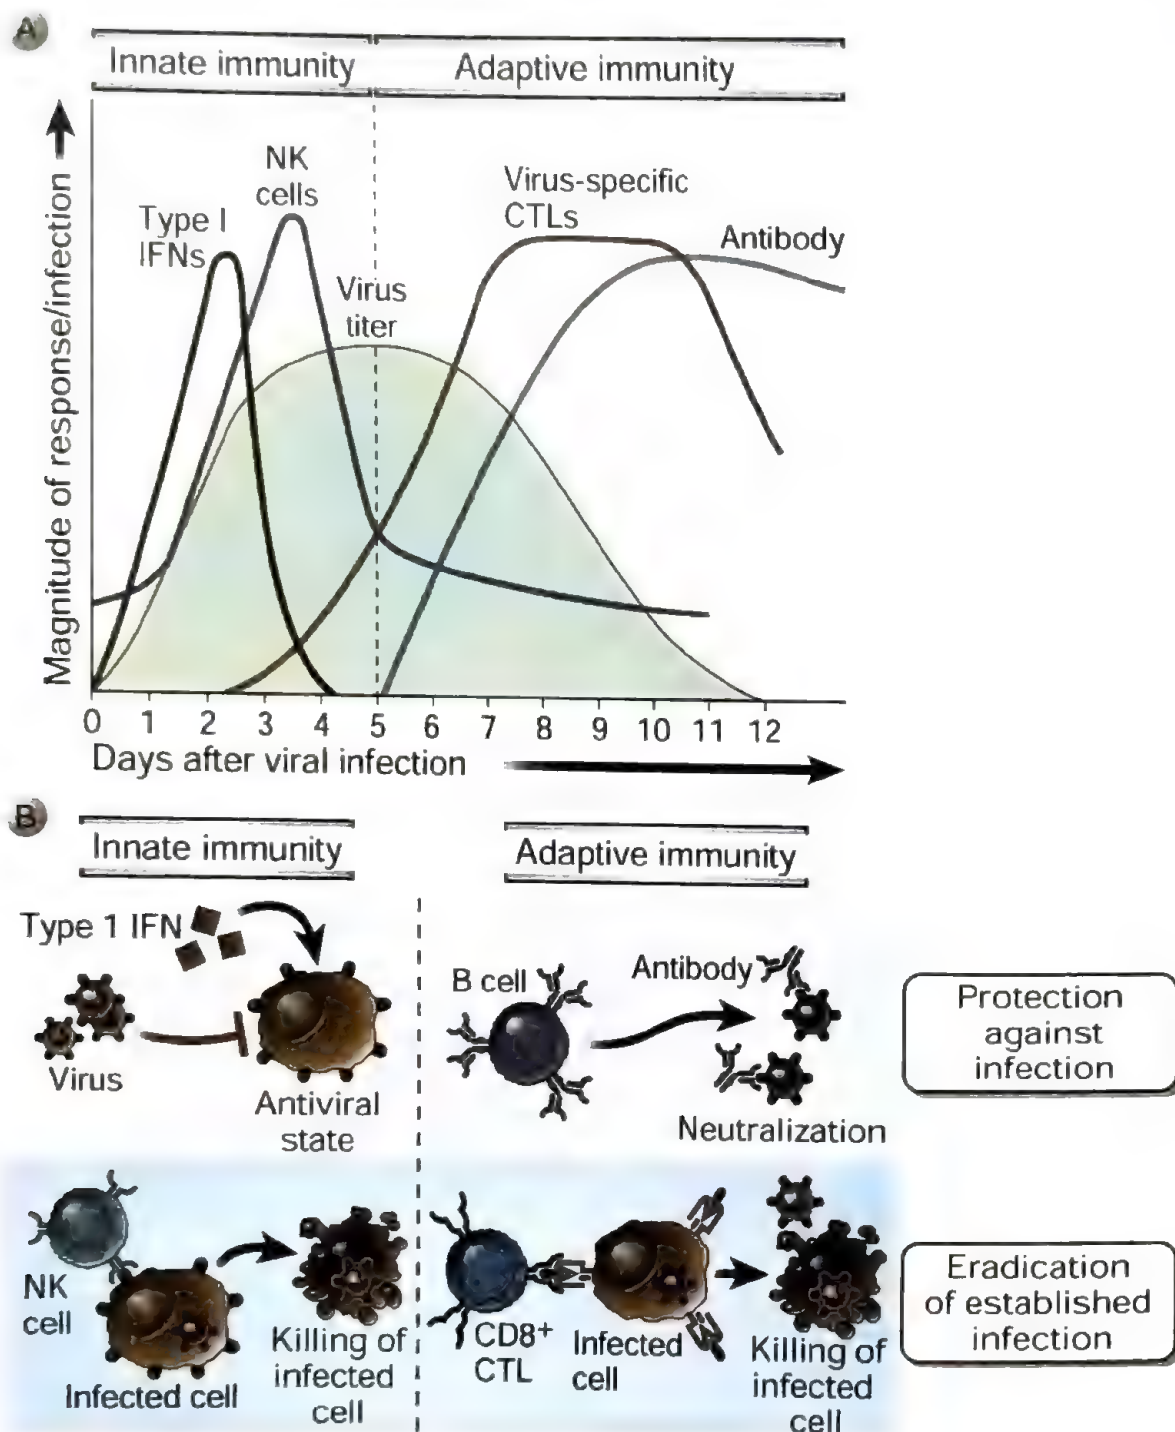 A
Innate immunity
Adaptive immunity
Magnitude of response/infection
NK
cells
Type I
IFNs
Virus
titer
Virus-specific
CTLs
Antibody
0 1 2 3 4 5 6 7 8 9 10 11 12
Days after viral infection
B
Innate immunity
Adaptive immunity
Type 1 IFN
Virus
Antiviral
state
B cell
Antibody
Neutralization
Protection
against
infection
NK
cell
Infected cell
Killing of
infected
cell
CD8+
CTL
Infected
cell
Killing of
infected
cell
Eradication
of established
infection